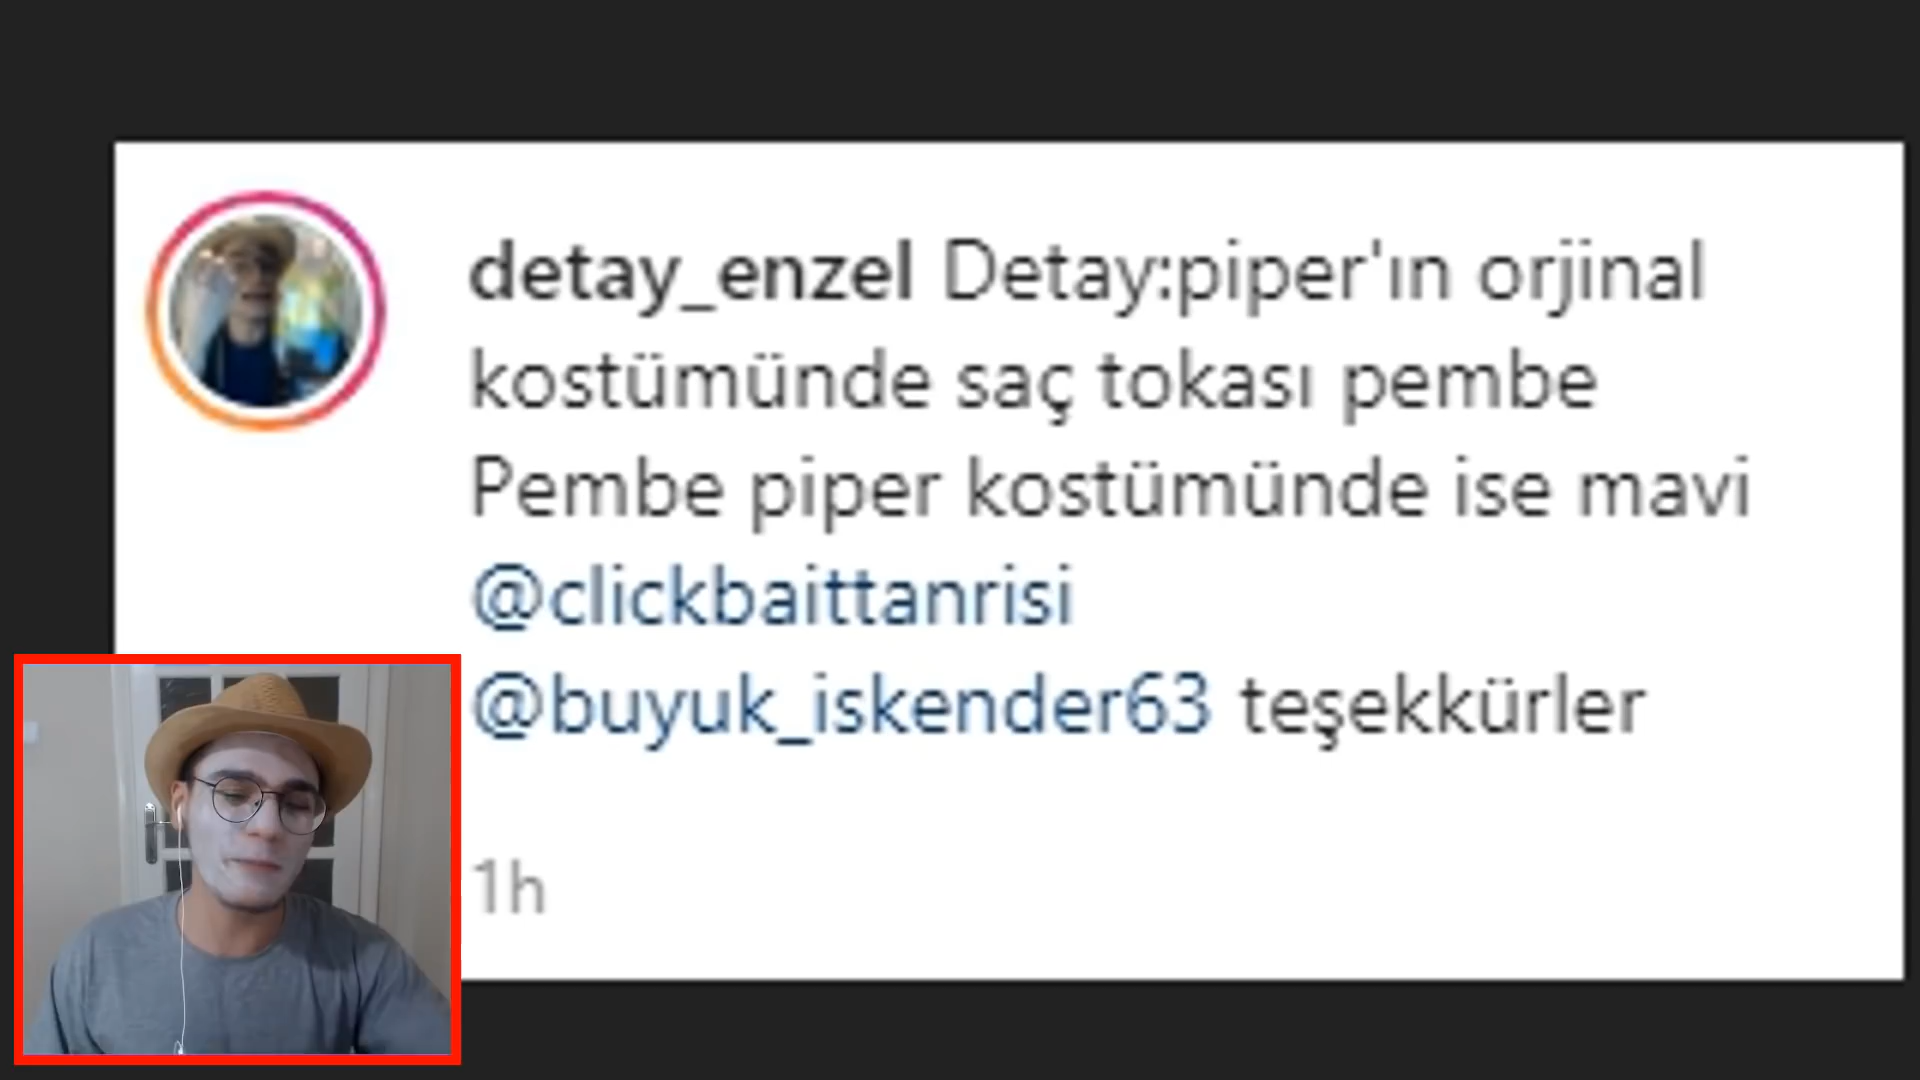 detay_enzel Detay:piper'ın orjinal
kostümünde saç tokası pembe
Pembe piper kostümünde ise mavi
@clickbaittanrisi
@buyuk_iskender63 teşekkürler
1h